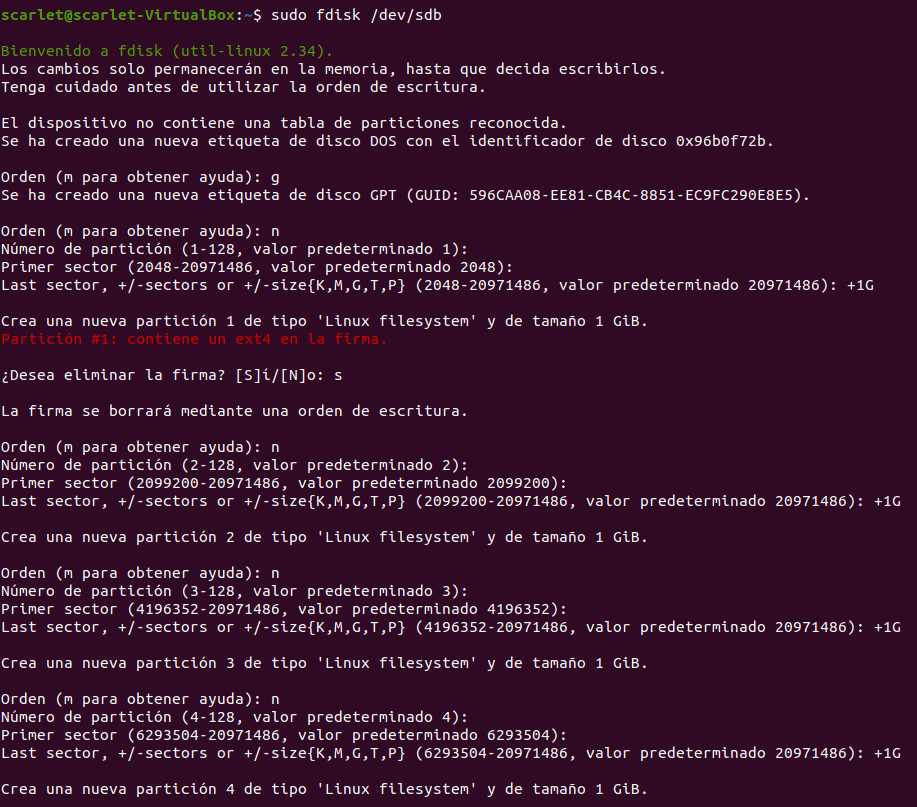 scarlet@scarlet-VirtualBox:~$ sudo fdisk /dev/sdb
Bienvenido a fdisk (util-linux 2.34).
Los cambios solo permanecerán en la memoria, hasta que decida escribirlos.
Tenga cuidado antes de utilizar la orden de escritura.
El dispositivo no contiene una tabla de particiones reconocida.
Se ha creado una nueva etiqueta de disco DOS con el identificador de disco 0x96b0f72b.
Orden (m para obtener ayuda): g
Se ha creado una nueva etiqueta de disco GPT (GUID: 596CAA08-EE81-CB4C-8851-EC9FC290E8E5).
Orden (m para obtener ayuda): n
Número de partición (1-128, valor predeterminado 1):
Primer sector (2048-20971486, valor predeterminado 2048):
Last sector, +/-sectors or +/-size{K,M,G,T,P} (2048-20971486, valor predeterminado 20971486): +1G
Crea una nueva partición 1 de tipo 'Linux filesystem' y de tamaño 1 GiB.
Partición #1: contiene un ext4 en la firma.
¿Desea eliminar la firma? [S]í/[N]o: s
La firma se borrará mediante una orden de escritura.
Orden (m para obtener ayuda): n
Número de partición (2-128, valor predeterminado 2):
Primer sector (2099200-20971486, valor predeterminado 2099200):
Last sector, +/-sectors or +/-size{K,M,G,T,P} (2099200-20971486, valor predeterminado 20971486): +1G
Crea una nueva partición 2 de tipo 'Linux filesystem' y de tamaño 1 GiB.
Orden (m para obtener ayuda): n
Número de partición (3-128, valor predeterminado 3):
Primer sector (4196352-20971486, valor predeterminado 4196352):
Last sector, +/-sectors or +/-size{K,M,G,T,P} (4196352-20971486, valor predeterminado 20971486): +1G
Crea una nueva partición 3 de tipo 'Linux filesystem' y de tamaño 1 GiB.
Orden (m para obtener ayuda): n
Número de partición (4-128, valor predeterminado 4):
Primer sector (6293504-20971486, valor predeterminado 6293504):
Last sector, +/-sectors or +/-size{K,M,G,T,P} (6293504-20971486, valor predeterminado 20971486): +1G
Crea una nueva partición 4 de tipo 'Linux filesystem' y de tamaño 1 GiB.